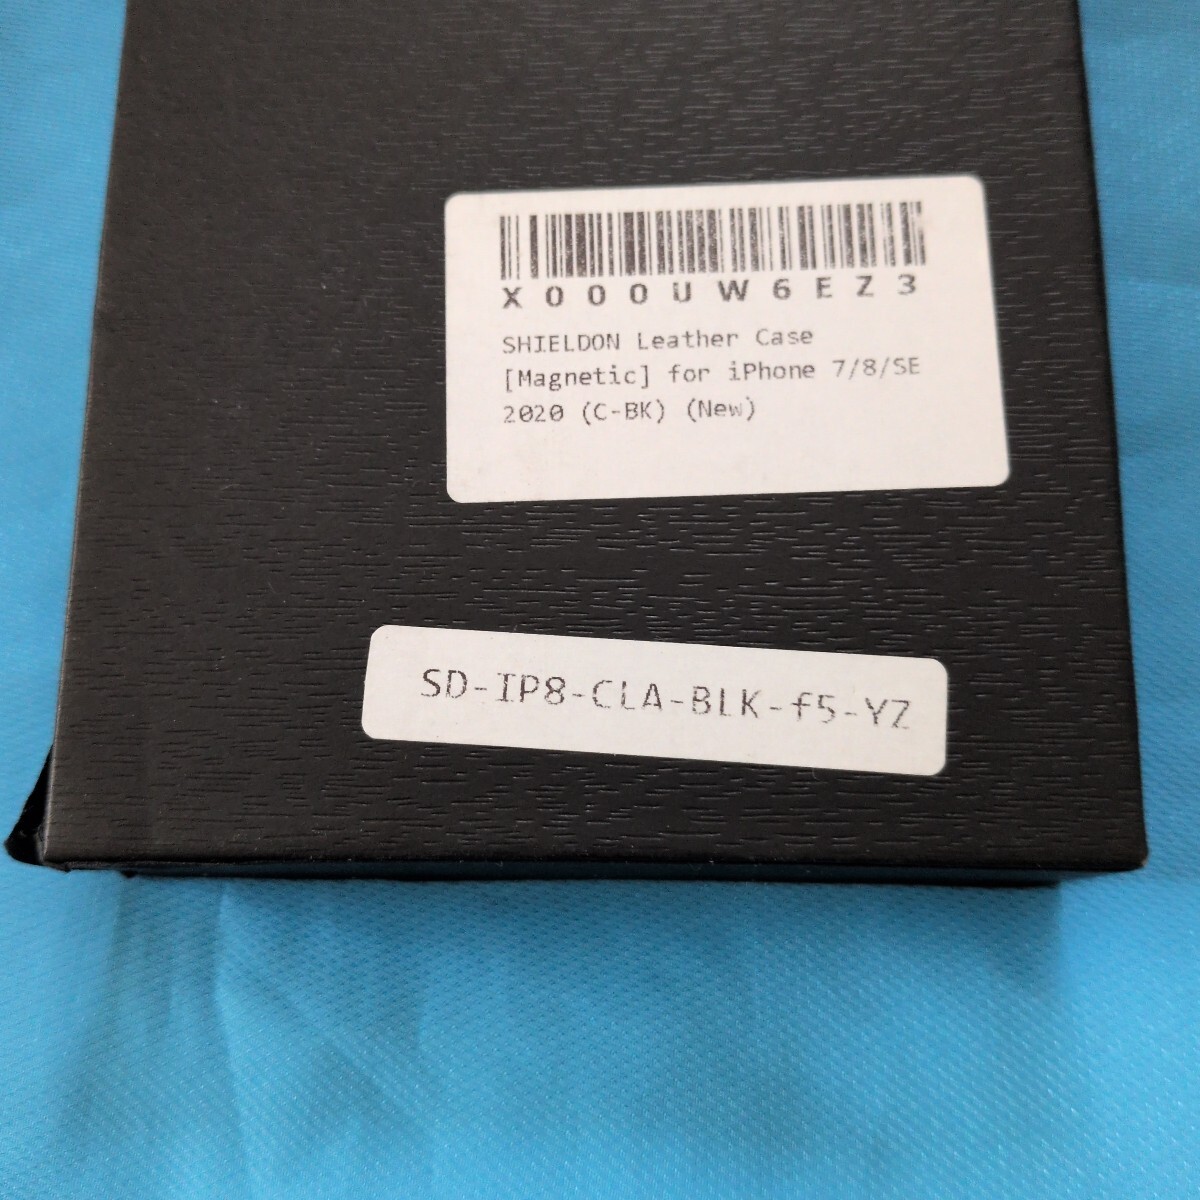 X000UW6EZ3
SHIELDON Leather Case
[Magnetic] for iPhone 7/8/SE
2020 (C-BK) (New)
SD-IP8-CLA-BLK-f5-YZ